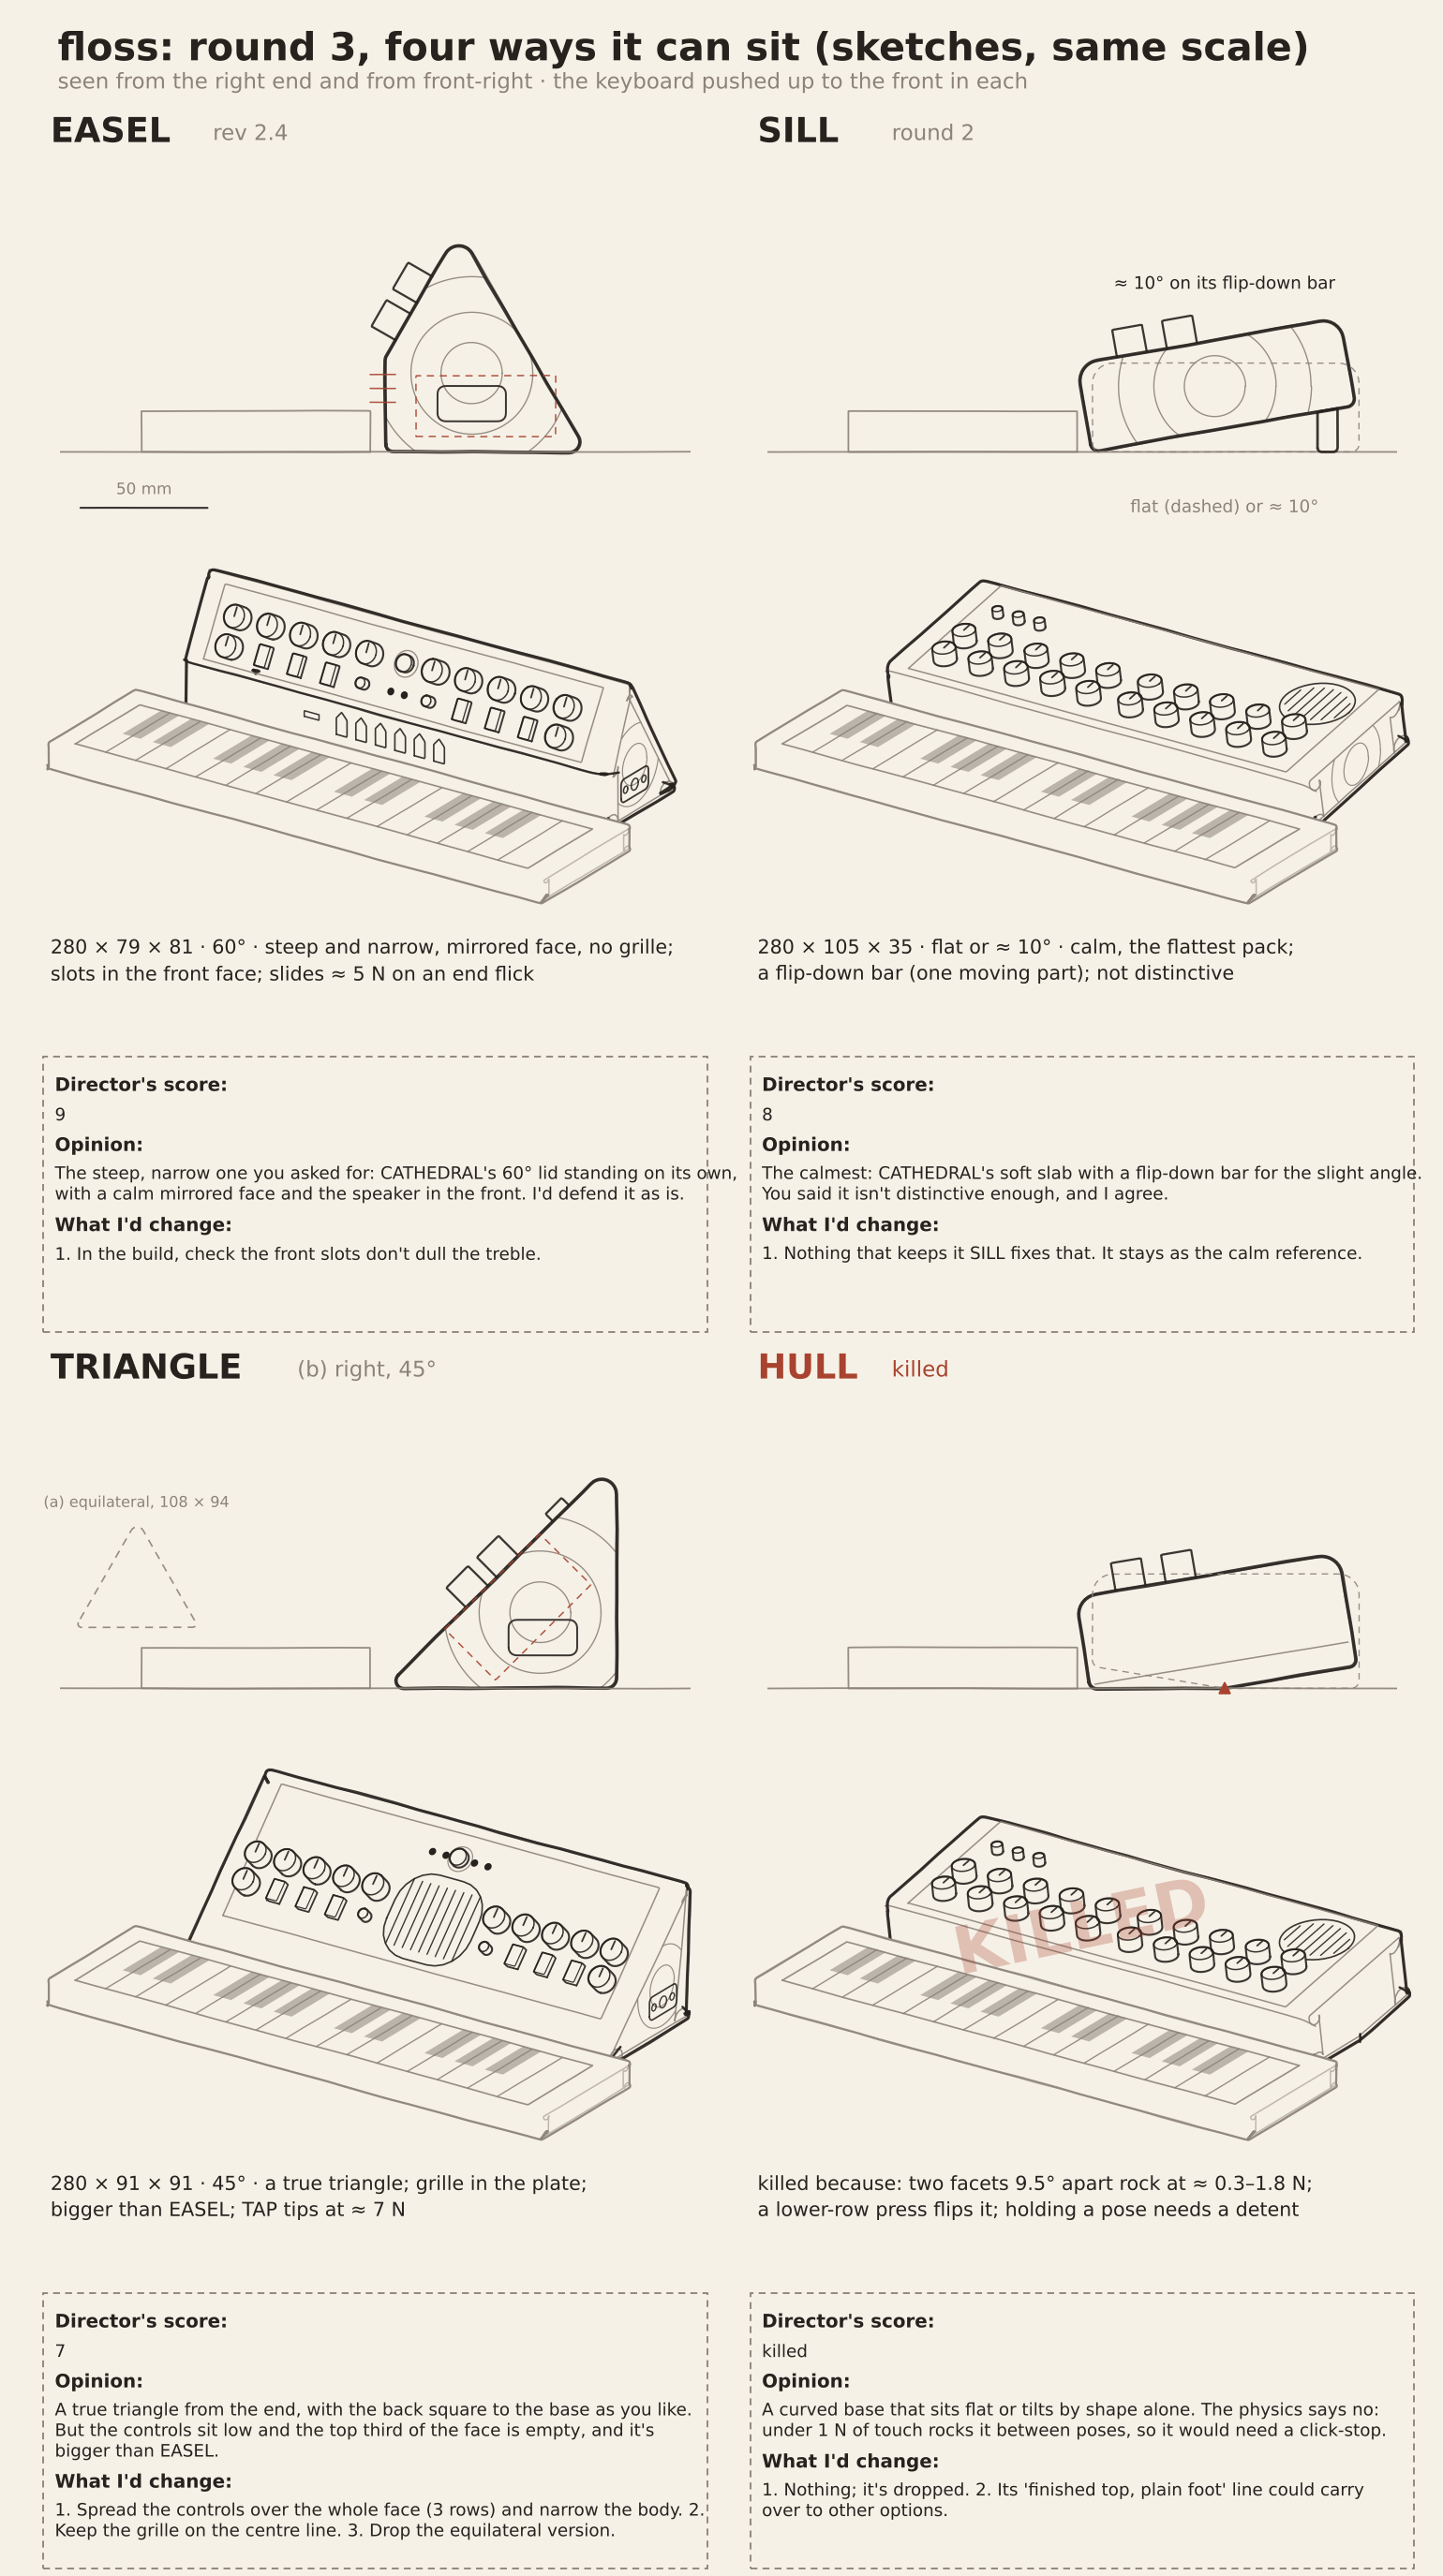 floss: round 3, four ways it can sit (sketches, same scale)
seen from the right end and from front-right · the keyboard pushed up to the front in each
EASEL rev 2.4
50 mm
280 × 79 × 81 · 60° · steep and narrow, mirrored face, no grille;
slots in the front face; slides ≈ 5 N on an end flick
Director's score:
9
Opinion:
The steep, narrow one you asked for: CATHEDRAL's 60° lid standing on its own,
with a calm mirrored face and the speaker in the front. I'd defend it as is.
What I'd change:
1. In the build, check the front slots don't dull the treble.
SILL round 2
≈ 10° on its flip-down bar
flat (dashed) or ≈ 10°
280 × 105 × 35 · flat or ≈ 10° · calm, the flattest pack;
a flip-down bar (one moving part); not distinctive
Director's score:
8
Opinion:
The calmest: CATHEDRAL's soft slab with a flip-down bar for the slight angle.
You said it isn't distinctive enough, and I agree.
What I'd change:
1. Nothing that keeps it SILL fixes that. It stays as the calm reference.
TRIANGLE (b) right, 45°
(a) equilateral, 108 × 94
280 × 91 × 91 · 45° · a true triangle; grille in the plate;
bigger than EASEL; TAP tips at ≈ 7 N
Director's score:
7
Opinion:
A true triangle from the end, with the back square to the base as you like.
But the controls sit low and the top third of the face is empty, and it's
bigger than EASEL.
What I'd change:
1. Spread the controls over the whole face (3 rows) and narrow the body. 2.
Keep the grille on the centre line. 3. Drop the equilateral version.
HULL killed
KILLED
killed because: two facets 9.5° apart rock at ≈ 0.3–1.8 N;
a lower-row press flips it; holding a pose needs a detent
Director's score:
killed
Opinion:
A curved base that sits flat or tilts by shape alone. The physics says no:
under 1 N of touch rocks it between poses, so it would need a click-stop.
What I'd change:
1. Nothing; it's dropped. 2. Its 'finished top, plain foot' line could carry
over to other options.